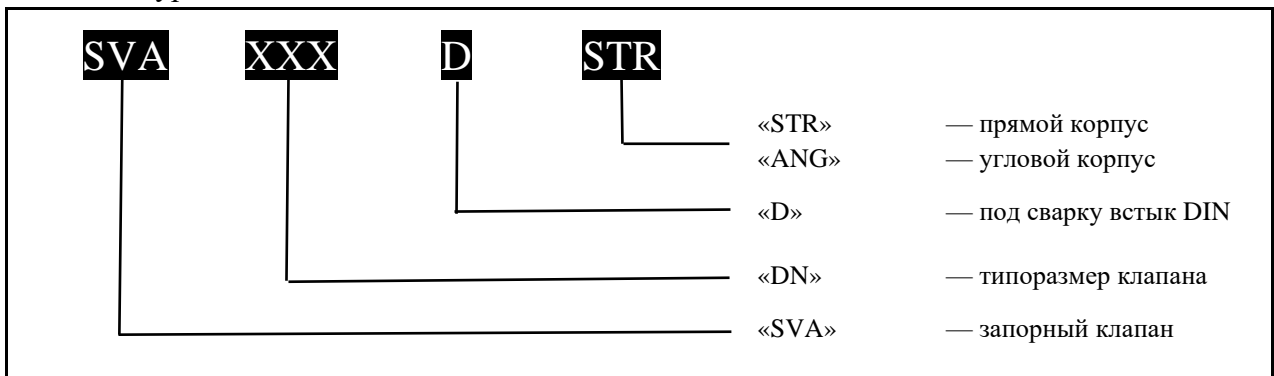 SVA XXX D STR
«STR» — прямой корпус
«ANG» — угловой корпус
«D» — под сварку встык DIN
«DN» — типоразмер клапана
«SVA» — запорный клапан